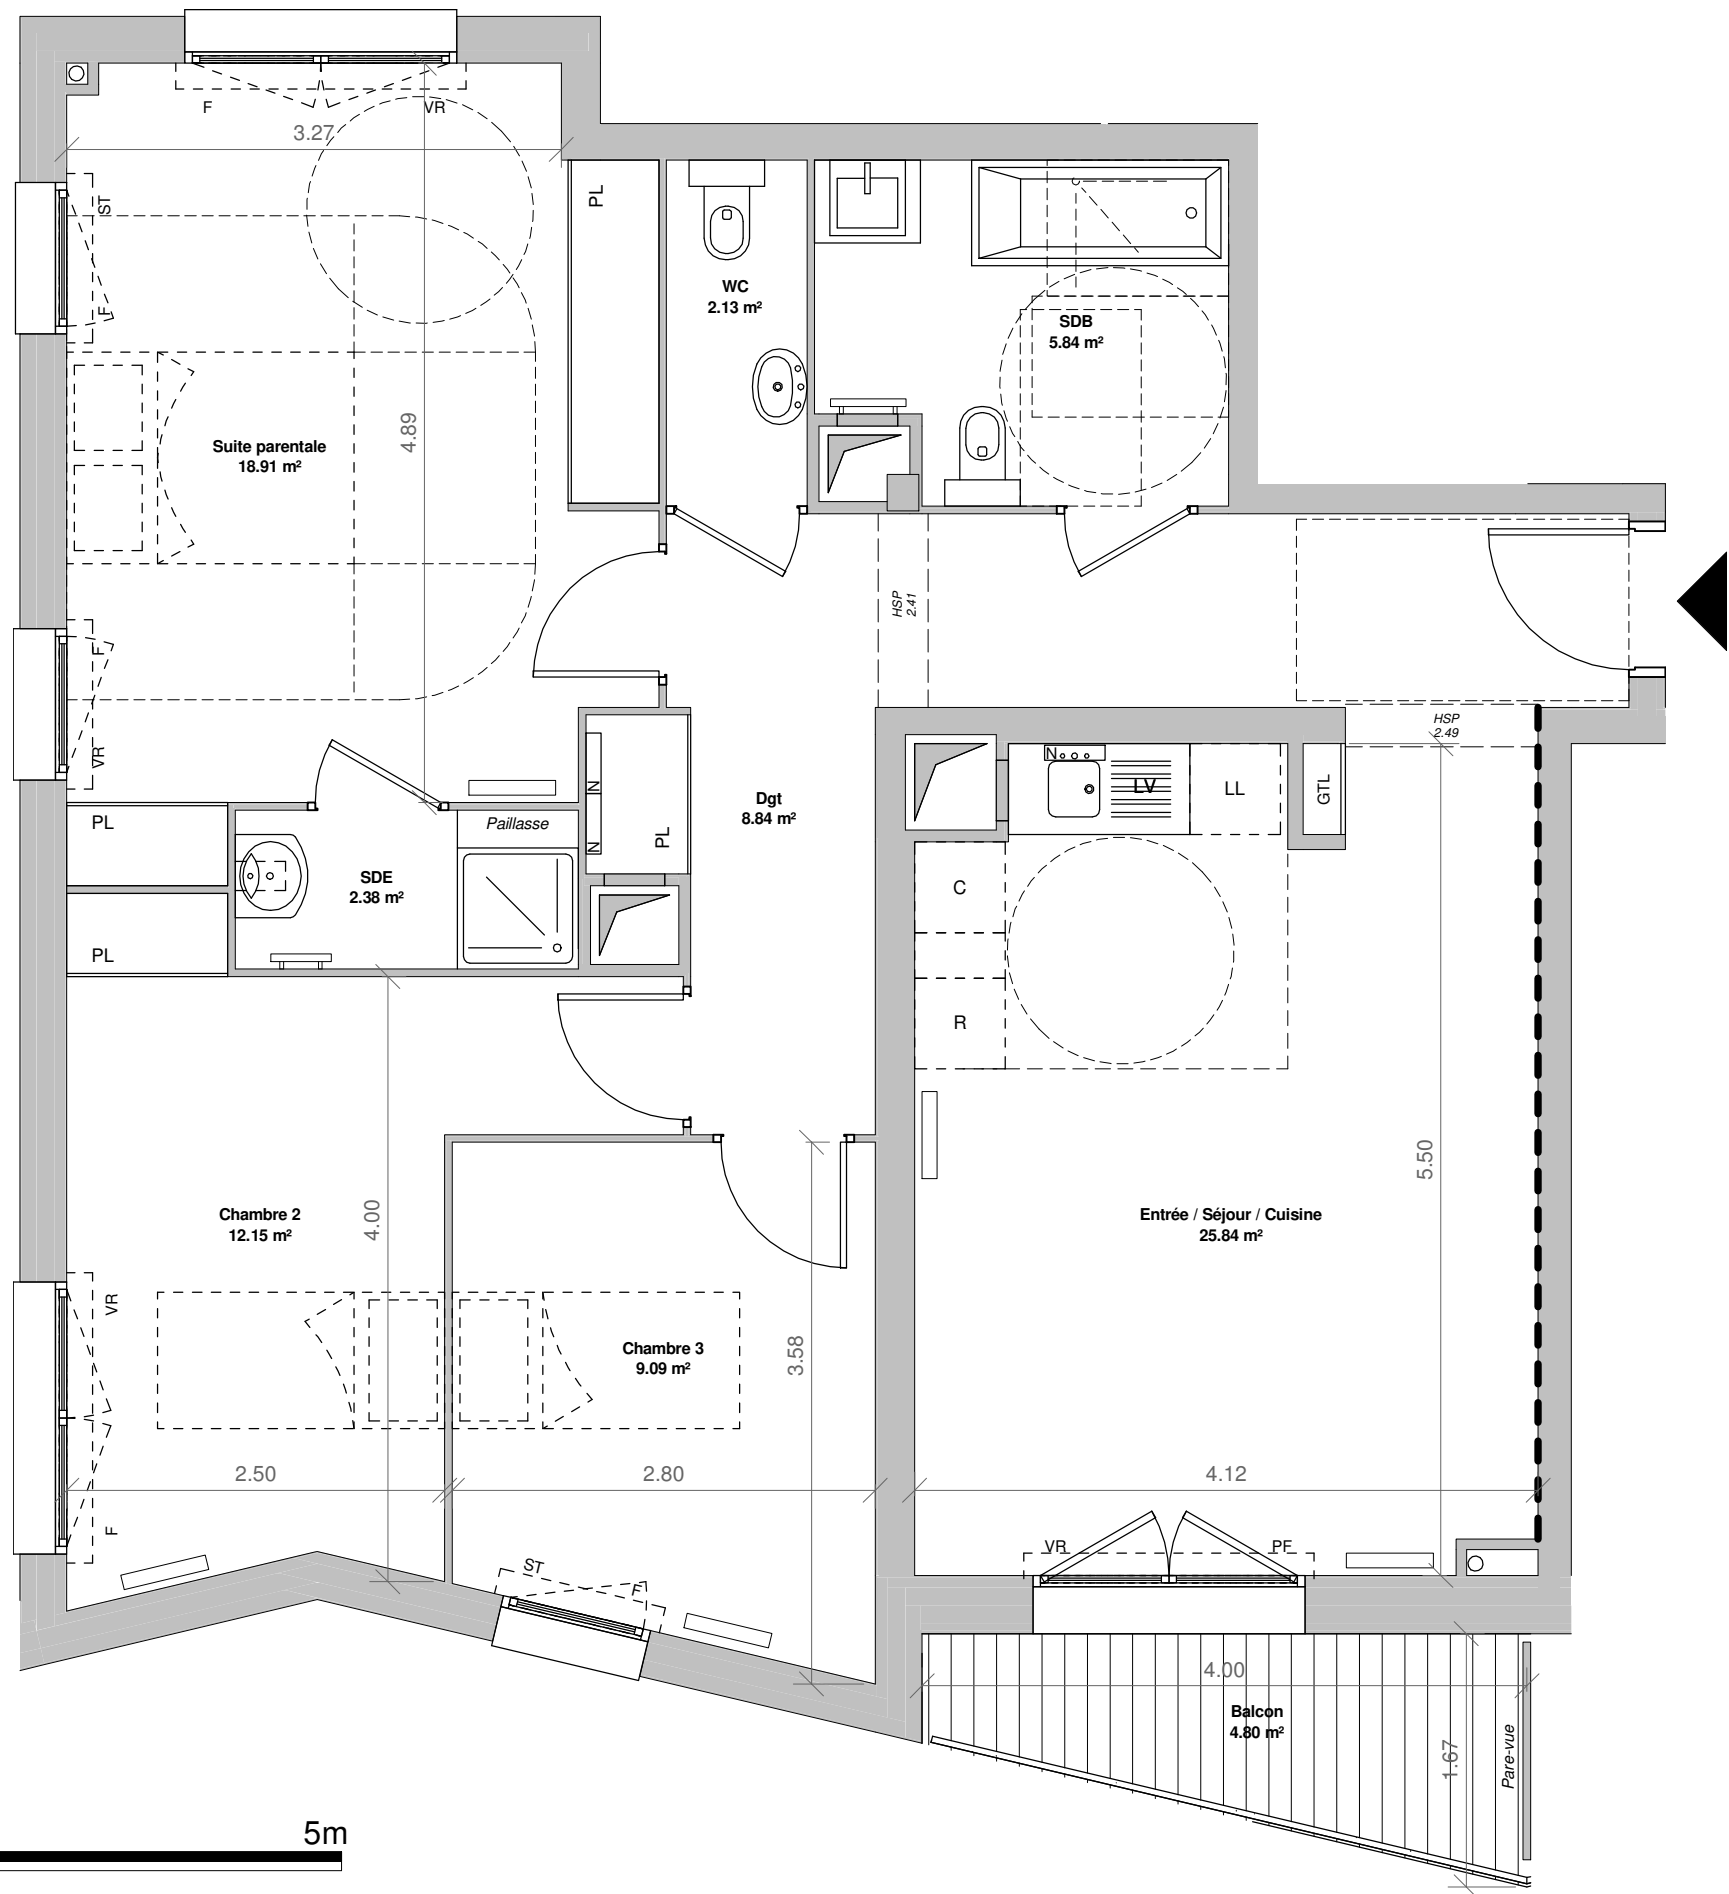 F
VR
3.27
ST
F
PL
WC
2.13 m²
SDB
5.84 m²
Suite parentale
18.91 m²
4.89
HSP
2.41
F
VR
HSP
2.49
PL
Paillasse
N
N
PL
Dgt
8.84 m²
N
LV
LL
GTL
SDE
2.38 m²
PL
C
R
5.50
Chambre 2
12.15 m²
4.00
Entrée / Séjour / Cuisine
25.84 m²
VR
Chambre 3
9.09 m²
3.58
2.50
2.80
4.12
F
VR
PF
ST
F
4.00
Balcon
4.80 m²
1.67
Pare-vue
5m